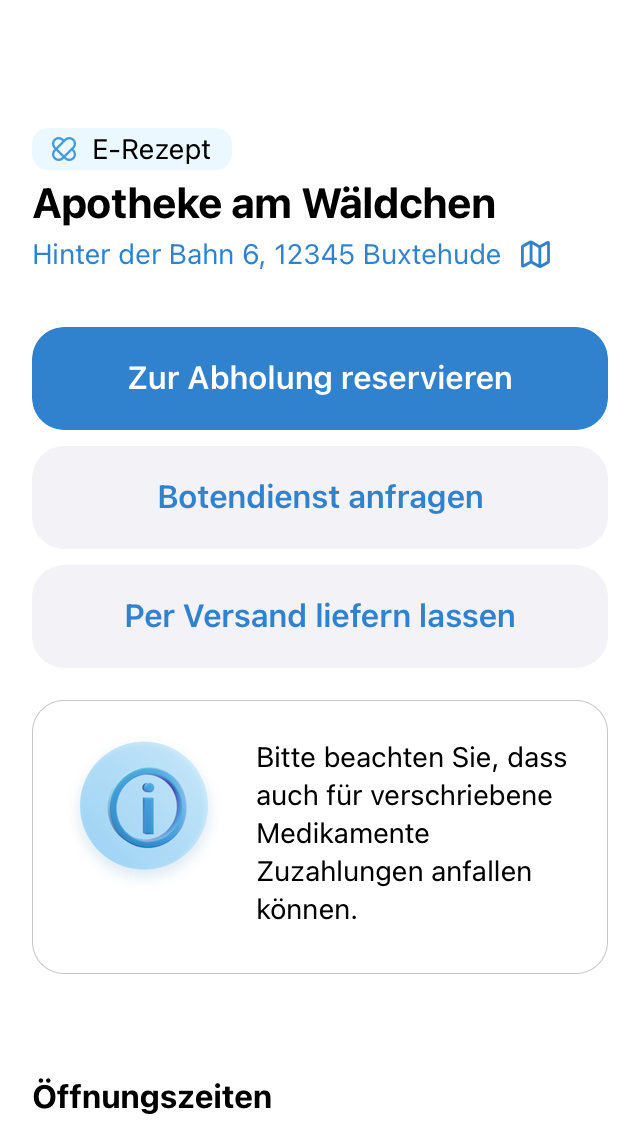 E-Rezept
Apotheke am Wäldchen
Hinter der Bahn 6, 12345 Buxtehude
Zur Abholung reservieren
Botendienst anfragen
Per Versand liefern lassen
Bitte beachten Sie, dass
auch für verschriebene
Medikamente
Zuzahlungen anfallen
können.
Öffnungszeiten